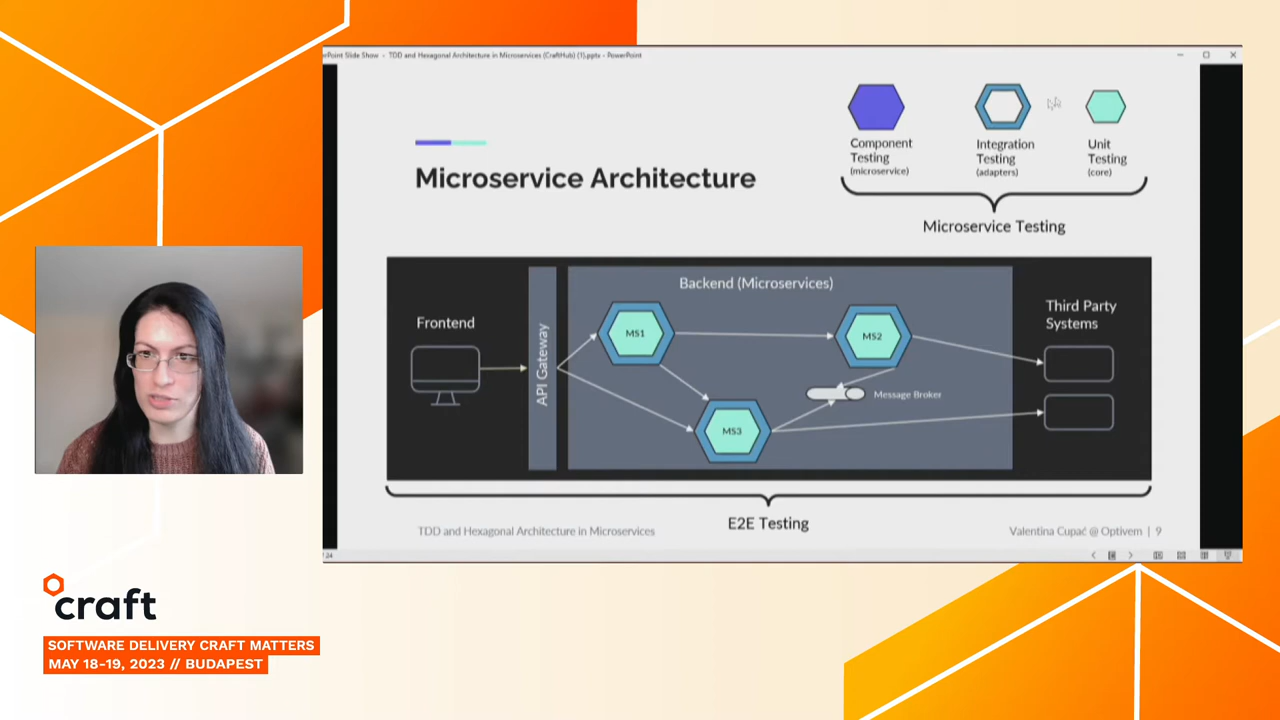 PowerPoint Slide Show - TDD and Hexagonal Architecture in Microservices (CraftHub) (1).pptx - PowerPoint
Component
Testing
(microservice)
Integration
Testing
(adapters)
Unit
Testing
(core)
Microservice Testing
Microservice Architecture
Frontend
API Gateway
Backend (Microservices)
MS1
MS2
MS3
Message Broker
Third Party
Systems
E2E Testing
TDD and Hexagonal Architecture in Microservices
Valentina Cupać @ Optivem | 9
craft
SOFTWARE DELIVERY CRAFT MATTERS
MAY 18-19, 2023 // BUDAPEST